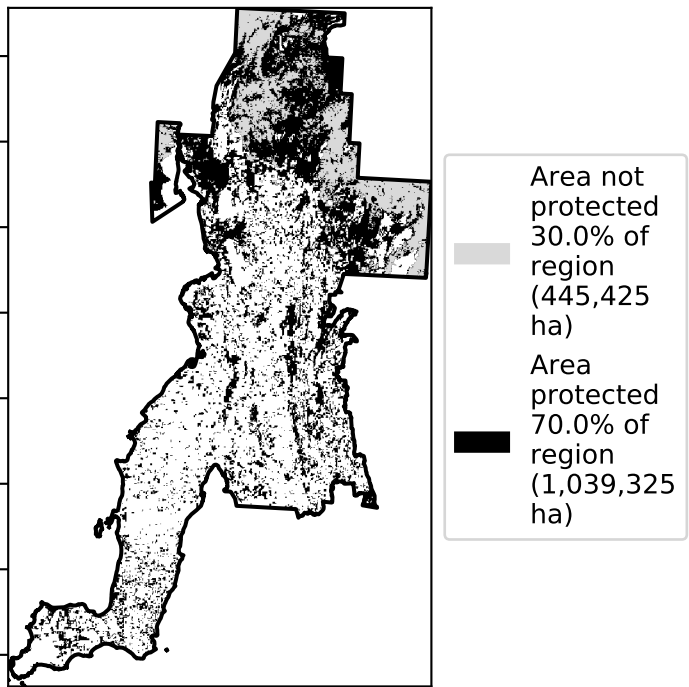 Area not
protected
30.0% of
region
(445,425
ha)
Area
protected
70.0% of
region
(1,039,325
ha)